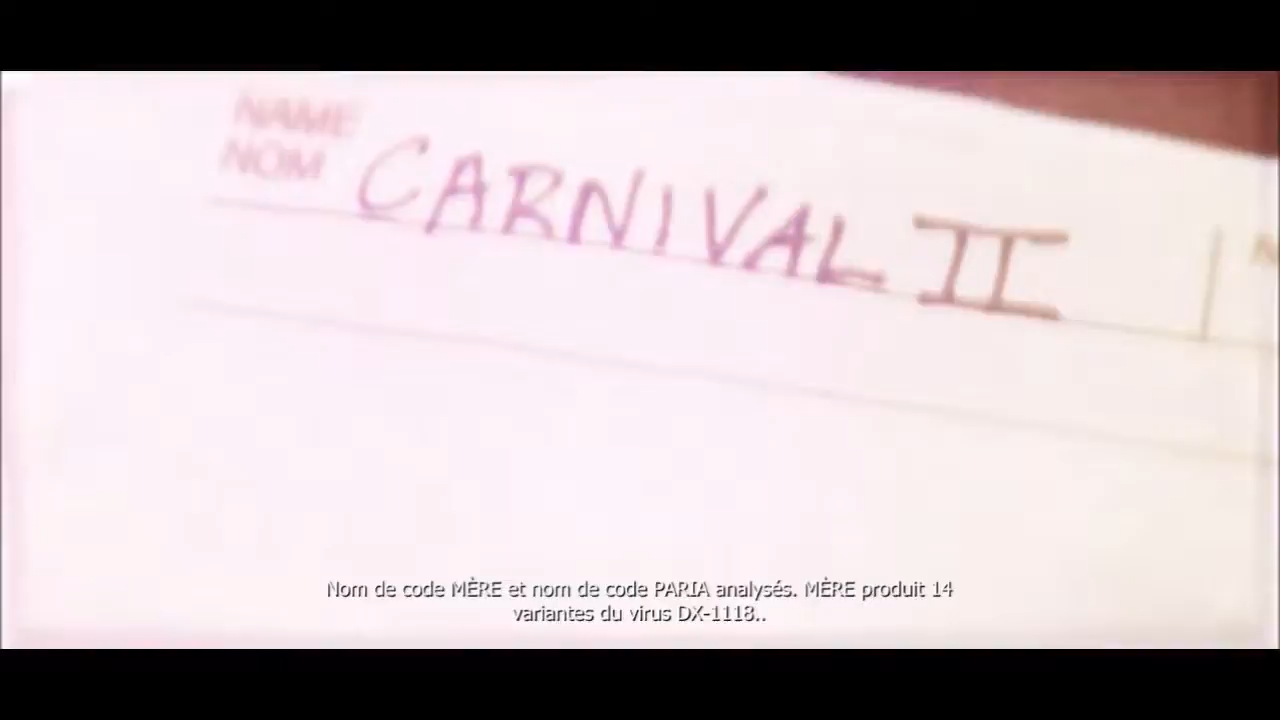 NAME
NOM
CARNIVAL II
Nom de code MÈRE et nom de code PARIA analysés. MÈRE produit 14
variantes du virus DX-1118..